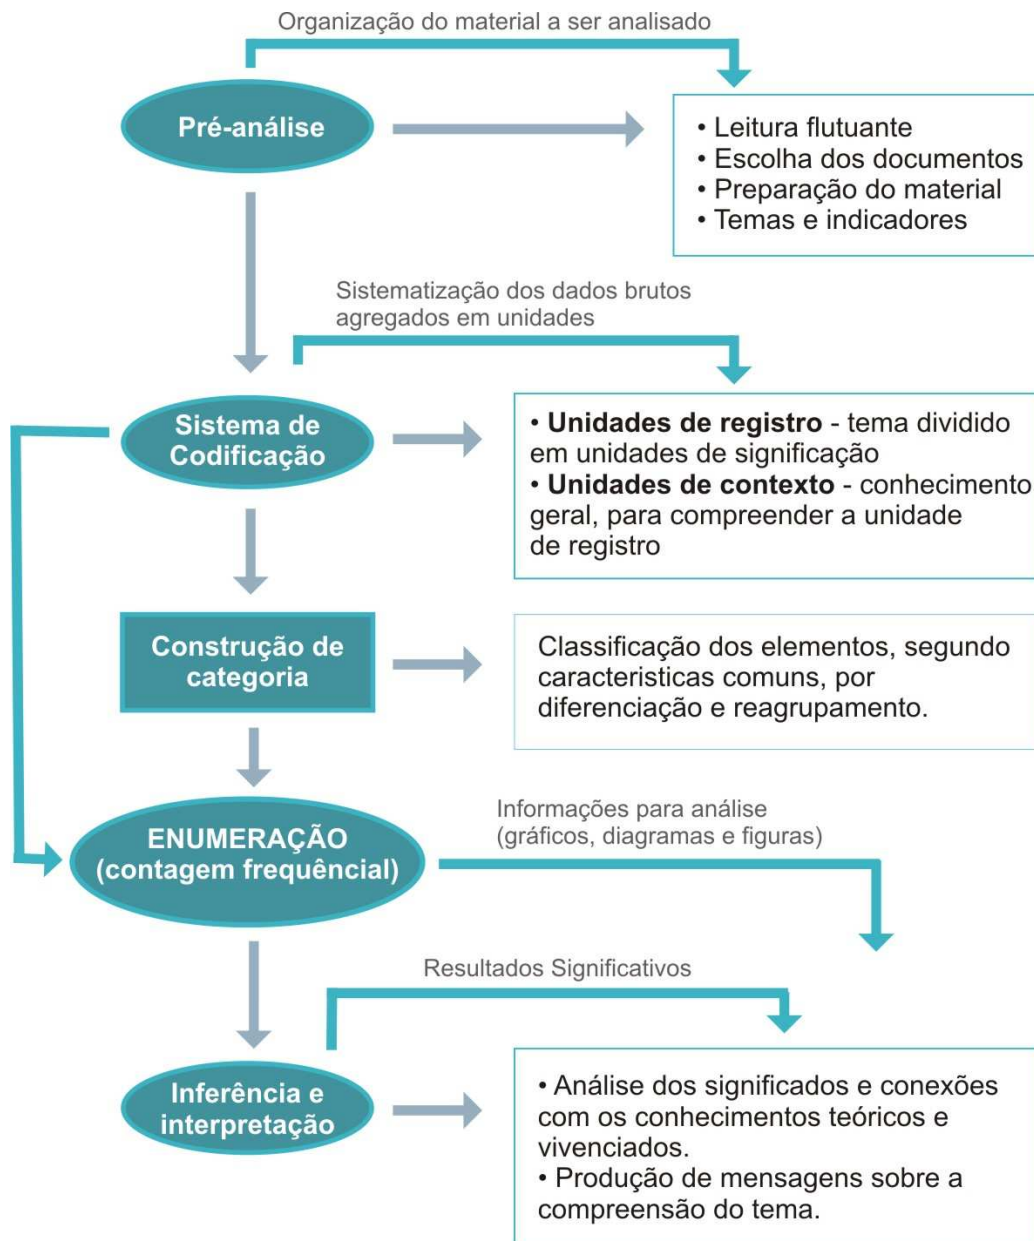 Organização do material a ser analisado
Pré-análise
• Leitura flutuante
• Escolha dos documentos
• Preparação do material
• Temas e indicadores
Sistematização dos dados brutos
agregados em unidades
Sistema de
Codificação
• Unidades de registro - tema dividido
em unidades de significação
• Unidades de contexto - conhecimento
geral, para compreender a unidade
de registro
Construção de
categoria
Classificação dos elementos, segundo
caracteristicas comuns, por
diferenciação e reagrupamento.
ENUMERAÇÃO
(contagem frequêncial)
Informações para análise
(gráficos, diagramas e figuras)
Resultados Significativos
Inferência e
interpretação
• Análise dos significados e conexões
com os conhecimentos teóricos e
vivenciados.
• Produção de mensagens sobre a
compreensão do tema.